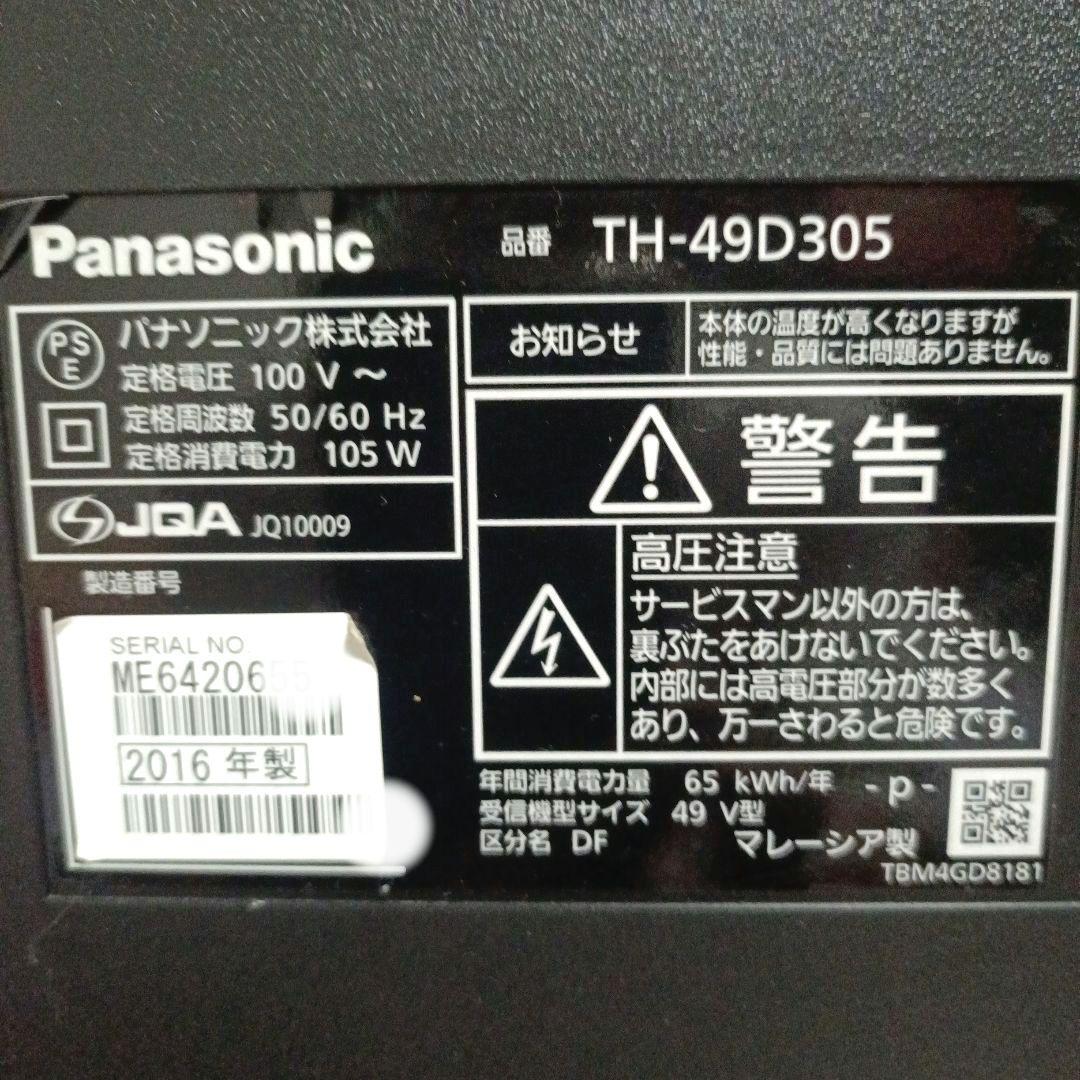 Panasonic
品番 TH-49D305
PS
E
パナソニック株式会社
定格電圧 100 V ～
定格周波数 50/60 Hz
定格消費電力 105 W
JQA JQ10009
お知らせ
本体の温度が高くなりますが
性能・品質には問題ありません。
警告
高圧注意
サービスマン以外の方は、
裏ぶたをあけないでください。
内部には高電圧部分が数多く
あり、万一さわると危険です。
製造番号
SERIAL NO.
ME6420655
2016 年製
年間消費電力量 65 kWh/年 - p -
受信機型サイズ 49 V型
区分名 DF マレーシア製
TBM4GD8181